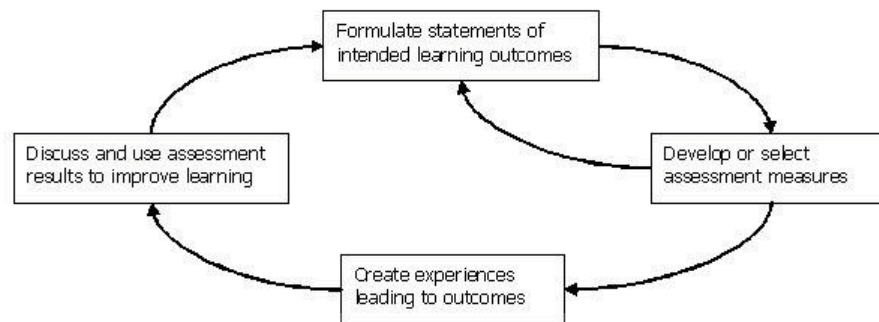 Formulate statements of
intended learning outcomes
Develop or select
assessment measures
Create experiences
leading to outcomes
Discuss and use assessment
results to improve learning